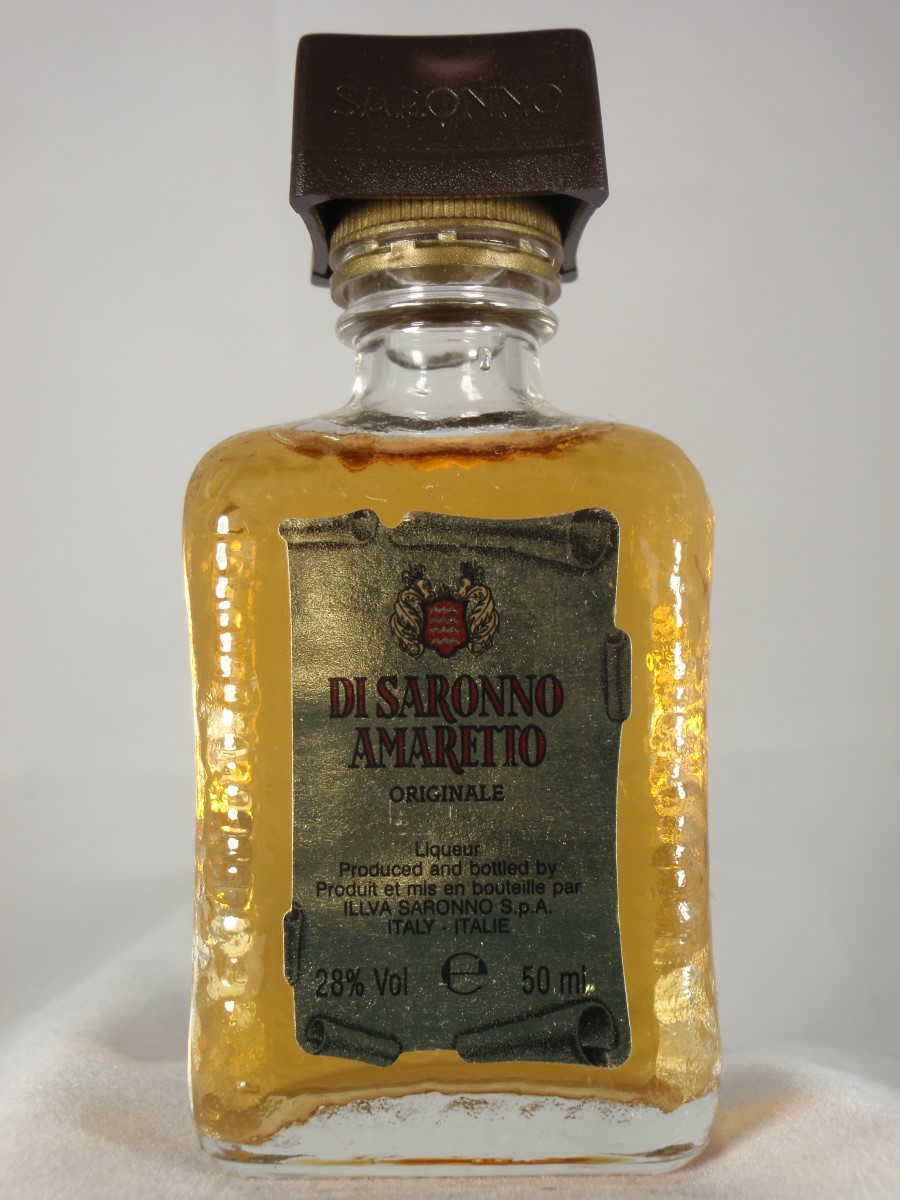 SARONNO
DI SARONNO
AMARETTO
ORIGINALE
Liqueur
Produced and bottled by
Produit et mis en bouteille par
ILLVA SARONNO S.p.A.
ITALY - ITALIE
28% Vol ℮ 50 ml